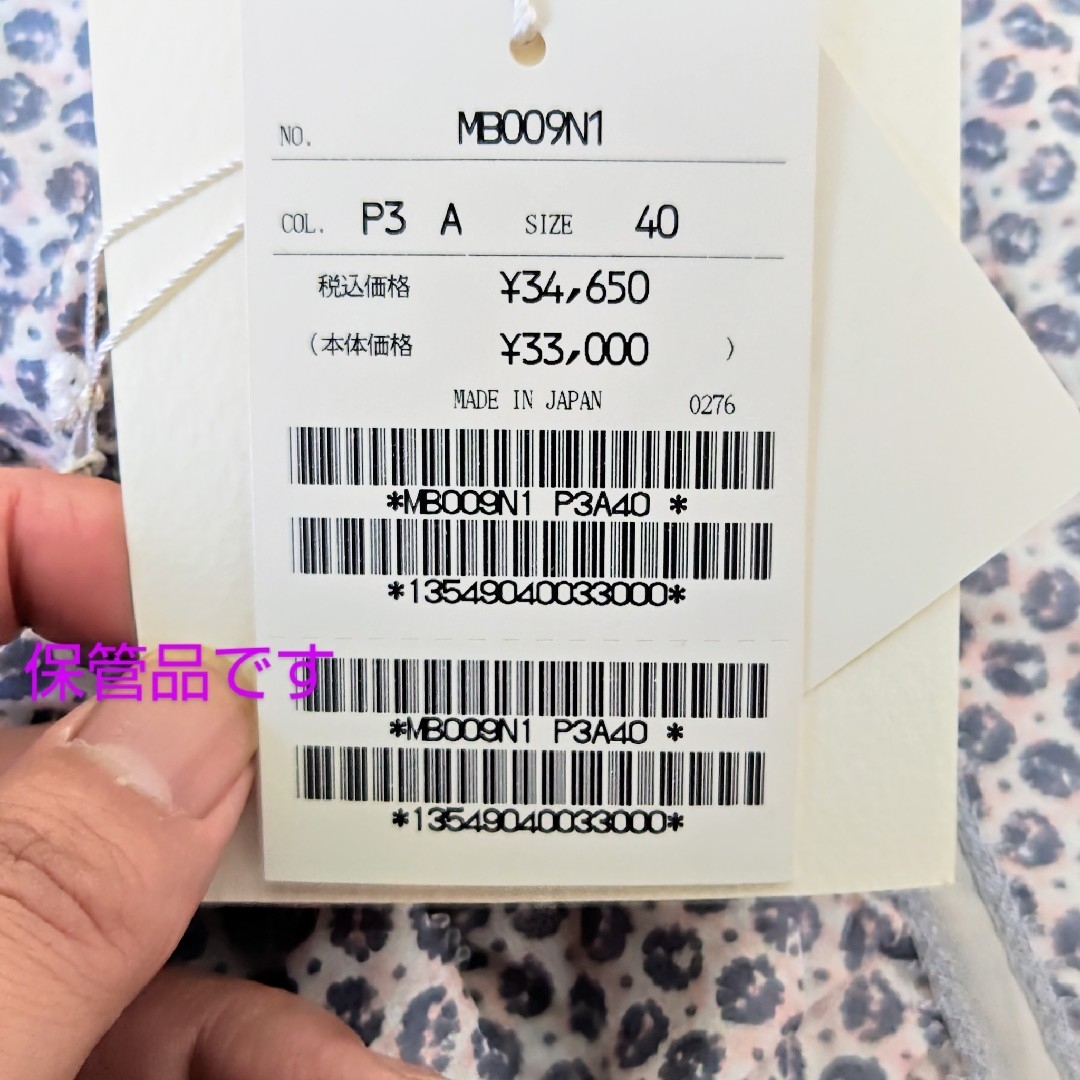 NO. MB009N1
COL. P3 A SIZE 40
税込価格 ¥34,650
(本体価格 ¥33,000 )
MADE IN JAPAN 0276
*MB009N1 P3A40 *
*13549040033000*
保管品です
*MB009N1 P3A40 *
*13549040033000*